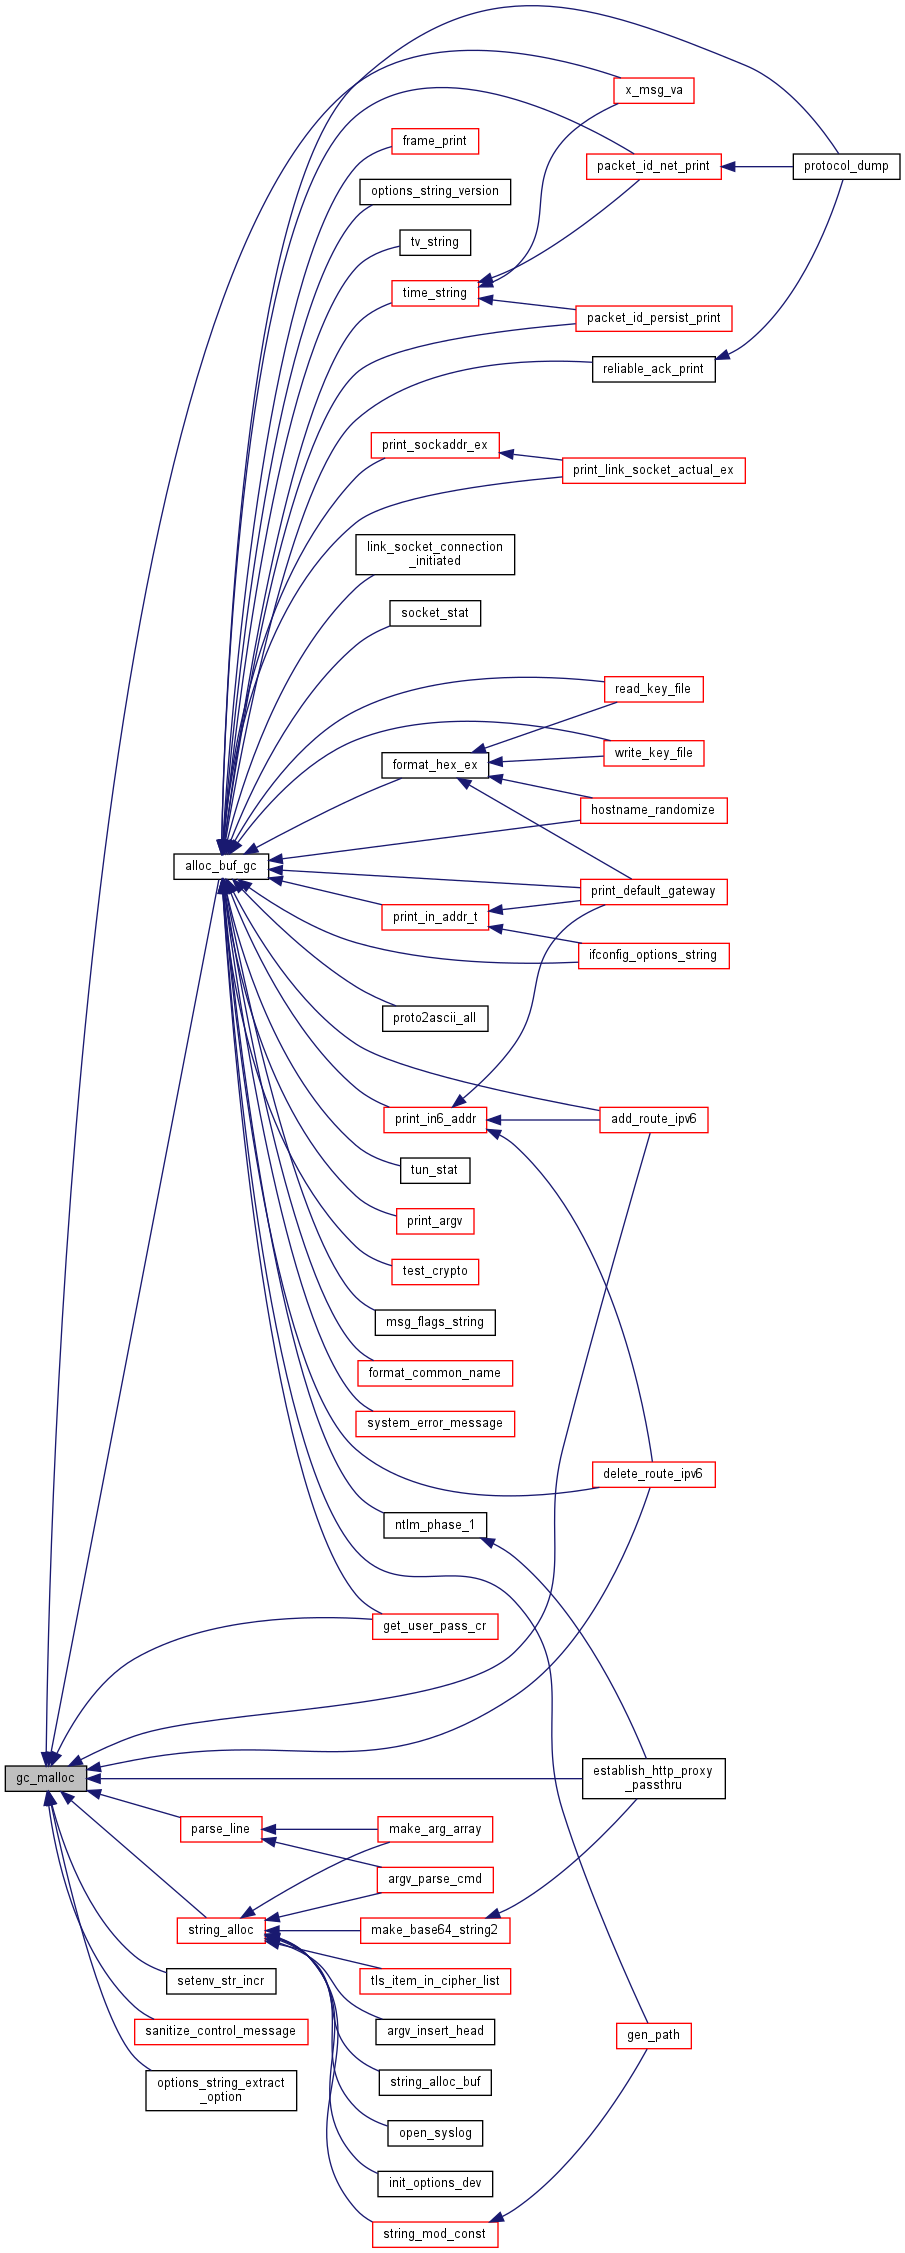 x_msg_va
frame_print
packet_id_net_print
protocol_dump
options_string_version
tv_string
time_string
packet_id_persist_print
reliable_ack_print
print_sockaddr_ex
print_link_socket_actual_ex
link_socket_connection
_initiated
socket_stat
read_key_file
write_key_file
format_hex_ex
hostname_randomize
alloc_buf_gc
print_default_gateway
print_in_addr_t
ifconfig_options_string
proto2ascii_all
print_in6_addr
add_route_ipv6
tun_stat
print_argv
test_crypto
msg_flags_string
format_common_name
system_error_message
delete_route_ipv6
ntlm_phase_1
get_user_pass_cr
gc_malloc
establish_http_proxy
_passthru
parse_line
make_arg_array
argv_parse_cmd
string_alloc
make_base64_string2
setenv_str_incr
tls_item_in_cipher_list
sanitize_control_message
argv_insert_head
gen_path
options_string_extract
_option
string_alloc_buf
open_syslog
init_options_dev
string_mod_const